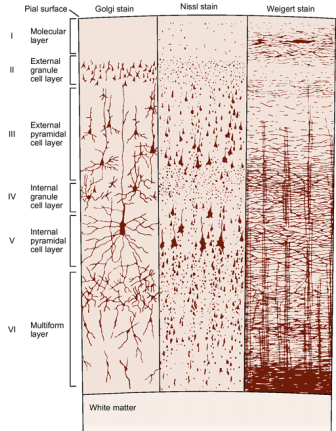 Pial surface
Golgi stain
Nissl stain
Weigert stain
I
Molecular
layer
II
External
granule
cell layer
III
External
pyramidal
cell layer
IV
Internal
granule
cell layer
V
Internal
pyramidal
cell layer
VI
Multiform
layer
White matter